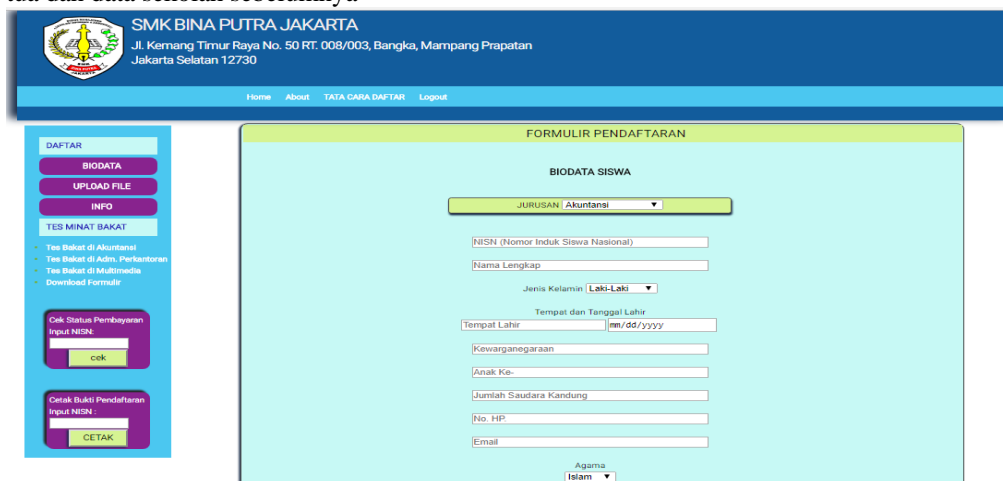 tua dan data sekolah sebelumnya
SMK BINA PUTRA JAKARTA
Jl. Kemang Timur Raya No. 50 RT. 008/003, Bangka, Mampang Prapatan
Jakarta Selatan 12730
Home About TATA CARA DAFTAR Logout
DAFTAR
BIODATA
UPLOAD FILE
INFO
TES MINAT BAKAT
Tes Bakat di Akuntansi
Tes Bakat di Adm. Perkantoran
Tes Bakat di Multimedia
Download Formulir
Cek Status Pembayaran
Input NISN:
cek
Cetak Bukti Pendaftaran
Input NISN :
CETAK
FORMULIR PENDAFTARAN
BIODATA SISWA
JURUSAN Akuntansi
NISN (Nomor Induk Siswa Nasional)
Nama Lengkap
Jenis Kelamin Laki-Laki
Tempat dan Tanggal Lahir
Tempat Lahir mm/dd/yyyy
Kewarganegaraan
Anak Ke-
Jumlah Saudara Kandung
No. HP.
Email
Agama
Islam